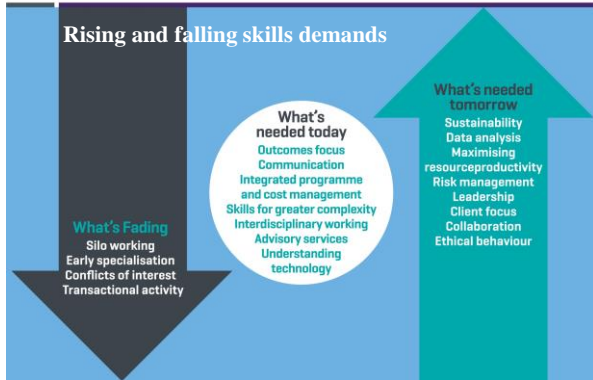 Rising and falling skills demands
What's Fading
Silo working
Early specialisation
Conflicts of interest
Transactional activity
What's
needed today
Outcomes focus
Communication
Integrated programme
and cost management
Skills for greater complexity
Interdisciplinary working
Advisory services
Understanding
technology
What's needed
tomorrow
Sustainability
Data analysis
Maximising
resourceproductivity
Risk management
Leadership
Client focus
Collaboration
Ethical behaviour